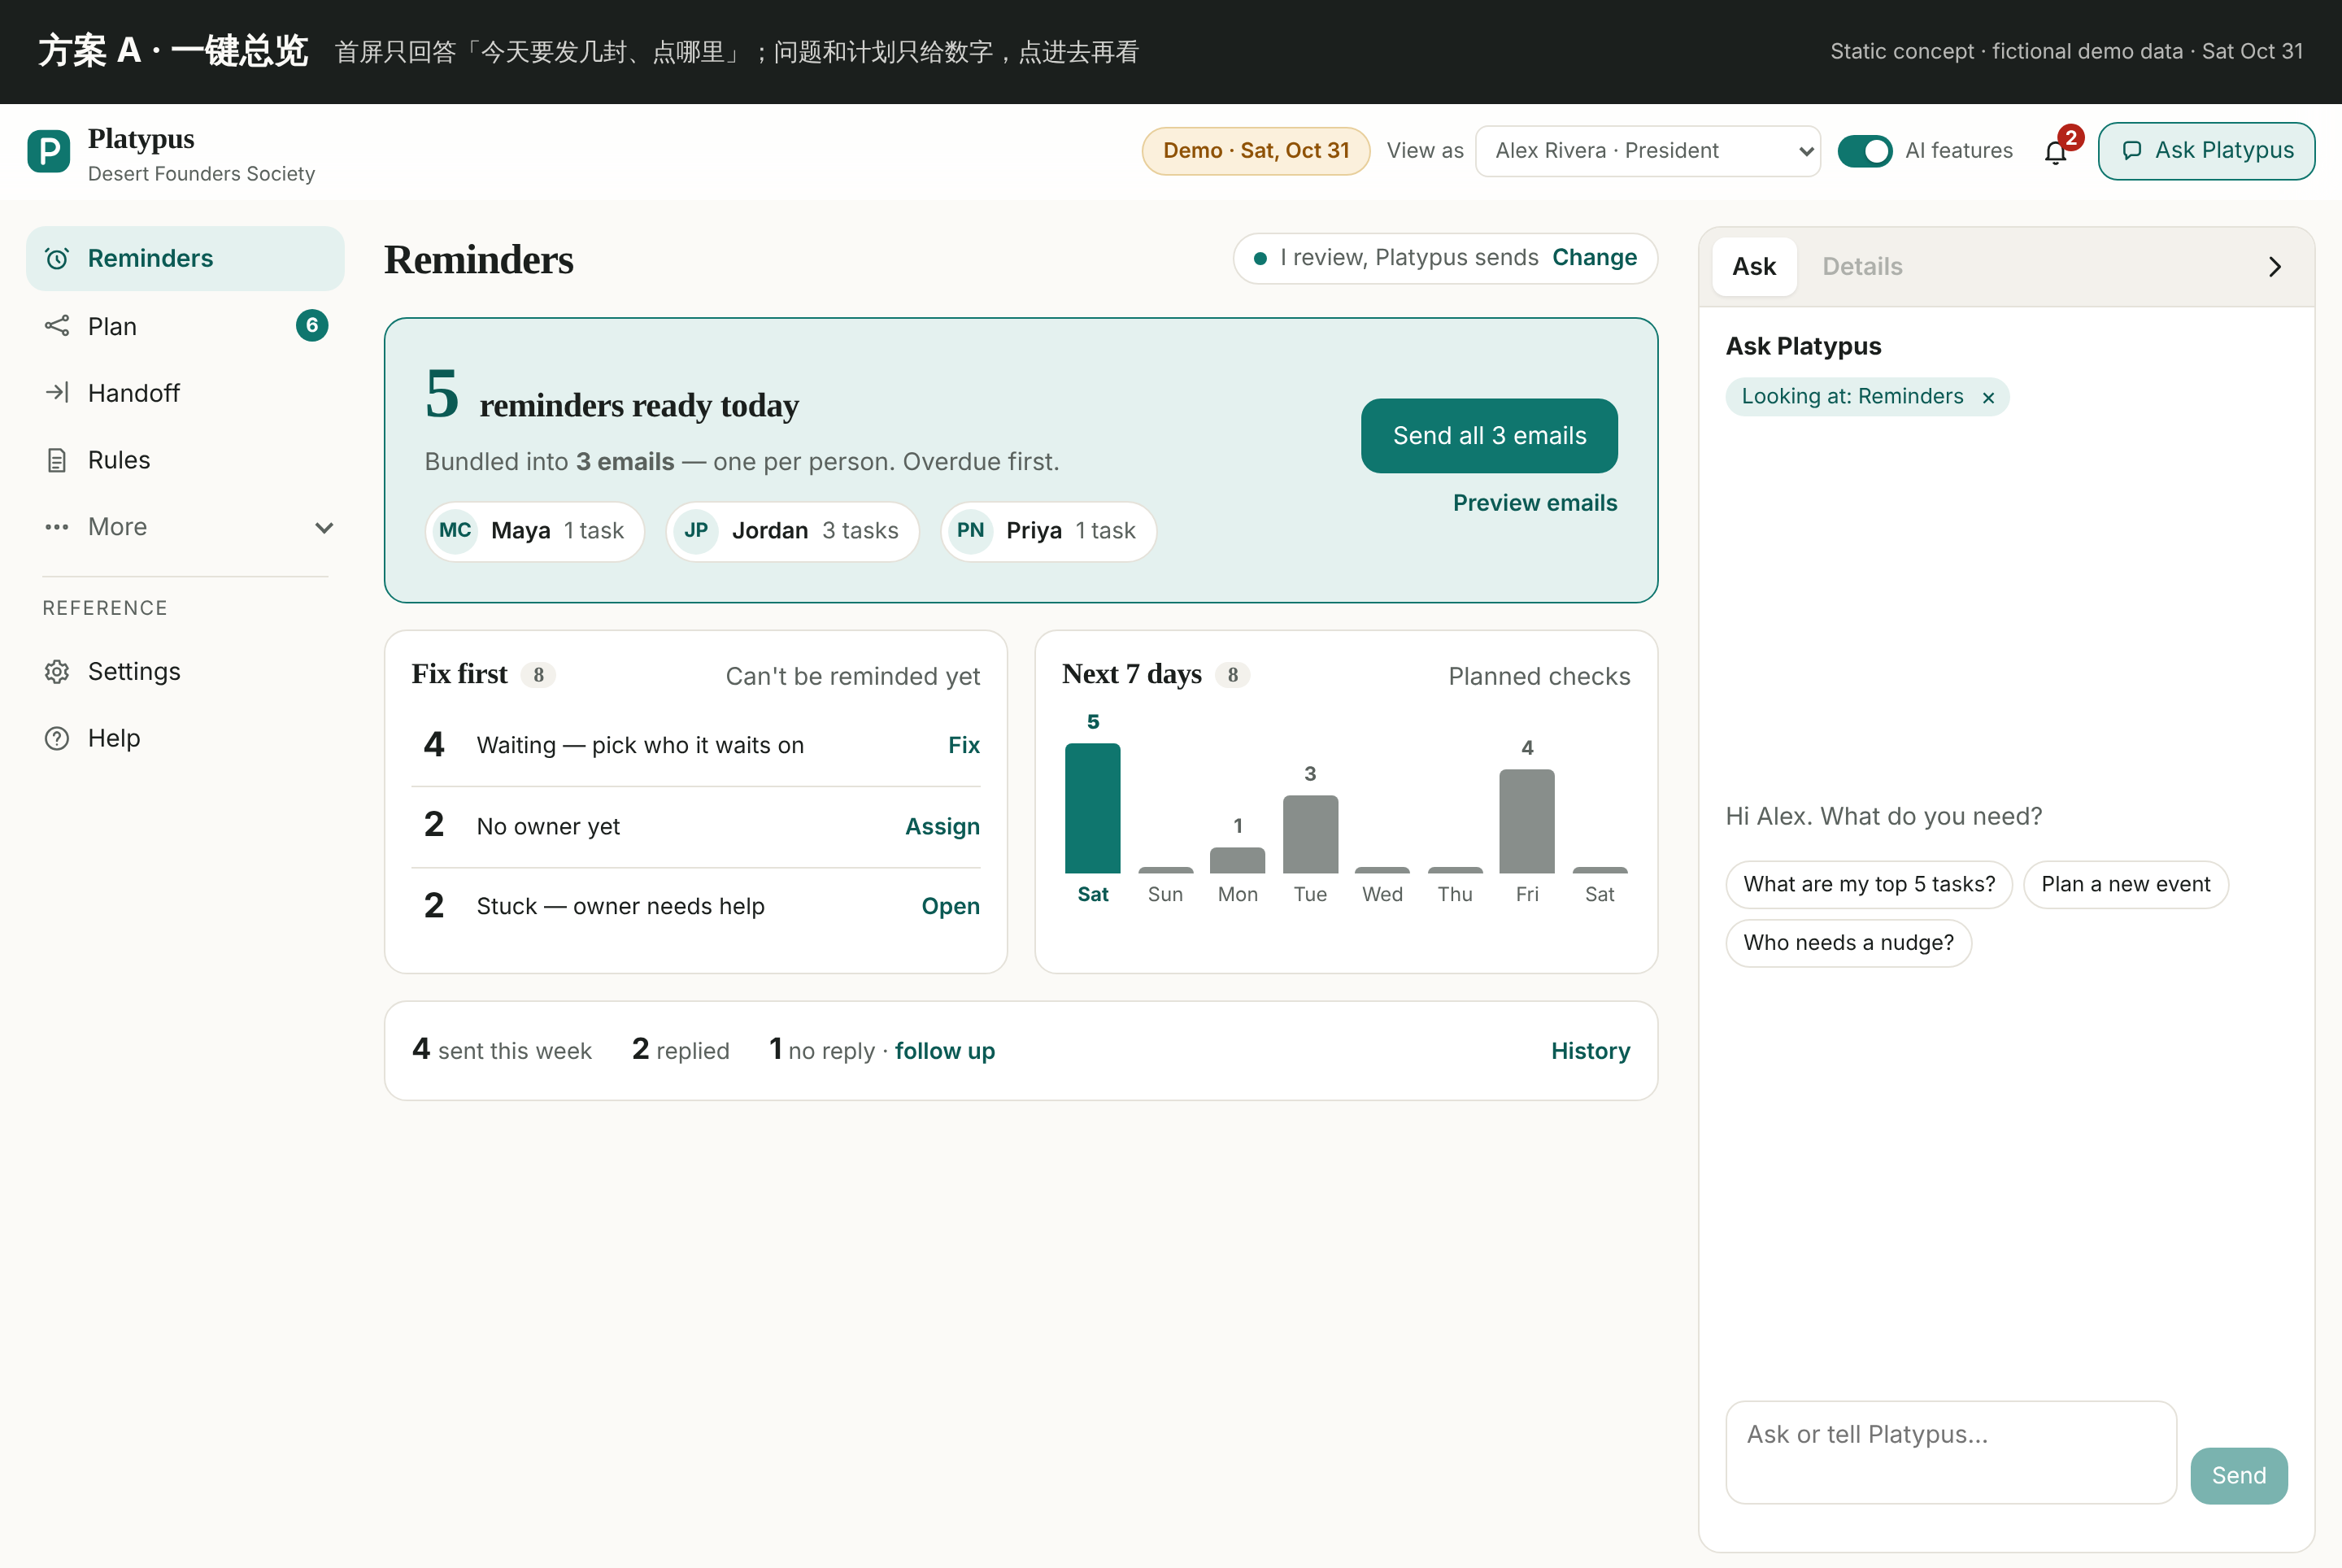 方案 A · 一键总览 首屏只回答「今天要发几封、点哪里」；问题和计划只给数字，点进去再看 Static concept · fictional demo data · Sat Oct 31
P Platypus
Desert Founders Society
Demo · Sat, Oct 31 View as Alex Rivera · President AI features 2 Ask Platypus
Reminders
Plan 6
Handoff
Rules
More
REFERENCE
Settings
Help
Reminders I review, Platypus sends Change
5 reminders ready today
Bundled into 3 emails — one per person. Overdue first.
MC Maya 1 task JP Jordan 3 tasks PN Priya 1 task
Send all 3 emails
Preview emails
Fix first 8 Can't be reminded yet
4 Waiting — pick who it waits on Fix
2 No owner yet Assign
2 Stuck — owner needs help Open
Next 7 days 8 Planned checks
5 1 3 4
Sat Sun Mon Tue Wed Thu Fri Sat
4 sent this week 2 replied 1 no reply · follow up History
Ask Details
Ask Platypus
Looking at: Reminders ×
Hi Alex. What do you need?
What are my top 5 tasks? Plan a new event
Who needs a nudge?
Ask or tell Platypus...
Send